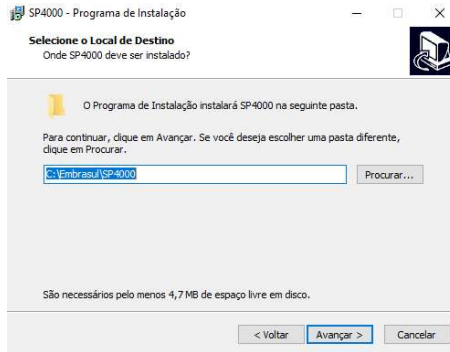 SP4000 - Programa de Instalação
Selecione o Local de Destino
Onde SP4000 deve ser instalado?
O Programa de Instalação instalará SP4000 na seguinte pasta.
Para continuar, clique em Avançar. Se você deseja escolher uma pasta diferente,
clique em Procurar.
C:\Embrasul\SP4000
Procurar...
São necessários pelo menos 4,7 MB de espaço livre em disco.
< Voltar
Avançar >
Cancelar